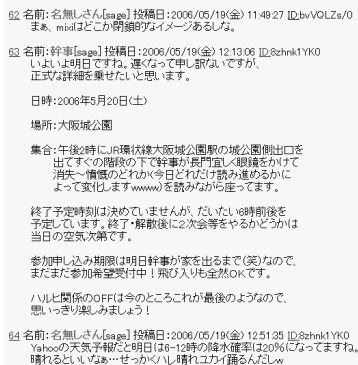 62 名前：名無しさん[sage] 投稿日：2006/05/19(金) 11:49:27 ID:bvVQLZs/0
まぁ、mixiはどこか閉鎖的なイメージあるしな。
63 名前：幹事[sage] 投稿日：2006/05/19(金) 12:13:06 ID:8zhnk1YK0
いよいよ明日ですね。遅くなって申し訳ないですが、
正式な詳細を乗せたいと思います。
日時：2006年5月20日(土)
場所：大阪城公園
集合：午後2時にJR環状線大阪城公園駅の城公園側出口を
出てすぐの階段の下で幹事が長門宜しく眼鏡をかけて
消失～憤慨のどれか(今日どれだけ読み進めるかに
よって変化しますwwww)を読みながら座ってます。
終了予定時刻は決めていませんが、だいたい6時前後を
予定しています。終了・解散後に2次会等をやるかどうかは
当日の空気次第です。
参加申し込み期限は明日幹事が家を出るまで(笑)なので、
まだまだ参加希望受付中！飛び入りも全然OKです。
ハルヒ関係のOFFは今のところこれが最後のようなので、
思いっきり楽しみましょう！
64 名前：名無しさん[sage] 投稿日：2006/05/19(金) 12:51:35 ID:8zhnk1YK0
Yahooの天気予報だと明日は6-12時の降水確率は20%になってますね。
晴れるといいなぁ…せっかくハレ晴レユカイ踊るんだしw